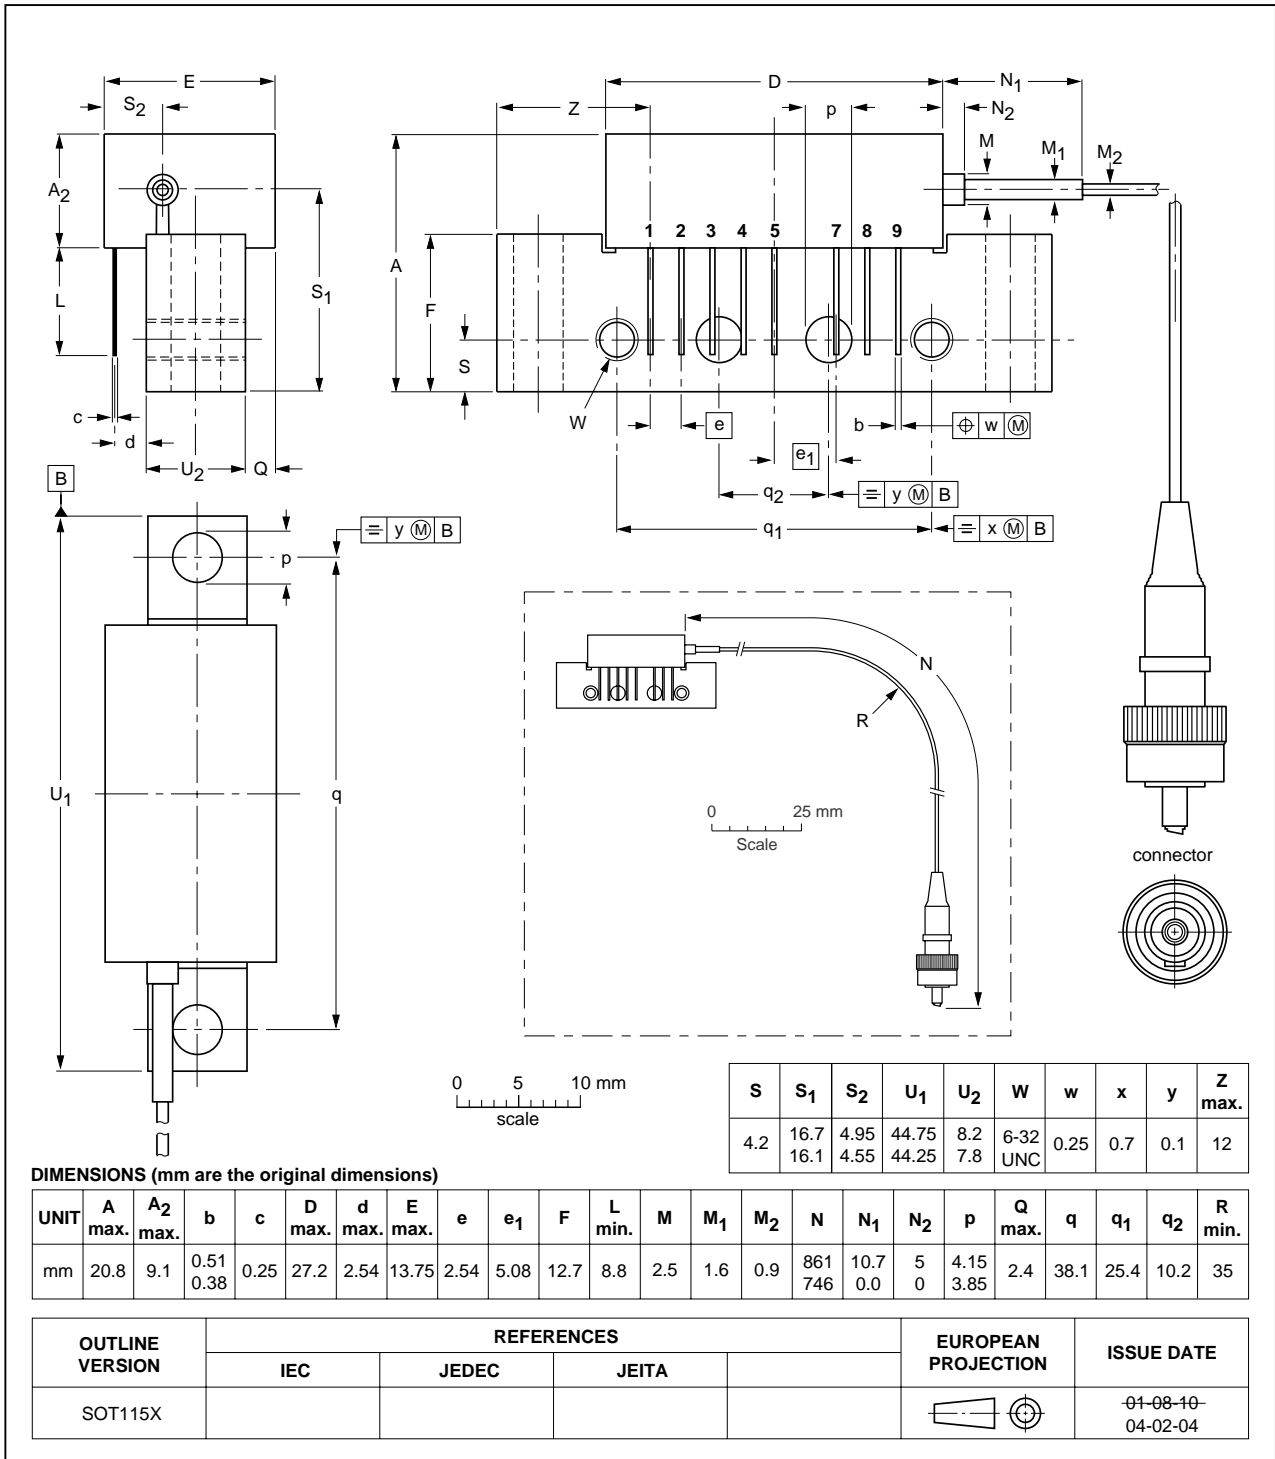 E
S2
D
N1
Z
p
N2
M
M1
M2
A2
A
1 2 3 4 5 7 8 9
L
S1
F
S
c
d
W
e
b
w M
U2
Q
e1
B
q2
y M B
y M B
q1
x M B
p
N
R
U1
q
0 25 mm
Scale
connector
0 5 10 mm
scale
S S1 S2 U1 U2 W w x y Z max.
4.2 16.7 16.1 4.95 4.55 44.75 44.25 8.2 7.8 6-32 UNC 0.25 0.7 0.1 12
DIMENSIONS (mm are the original dimensions)
UNIT A max. A2 max. b c D max. d max. E max. e e1 F L min. M M1 M2 N N1 N2 p Q max. q q1 q2 R min.
mm 20.8 9.1 0.51 0.38 0.25 27.2 2.54 13.75 2.54 5.08 12.7 8.8 2.5 1.6 0.9 861 746 10.7 0.0 5 0 4.15 3.85 2.4 38.1 25.4 10.2 35
OUTLINE VERSION
REFERENCES
EUROPEAN PROJECTION
ISSUE DATE
IEC JEDEC JEITA
SOT115X
01-08-10
04-02-04